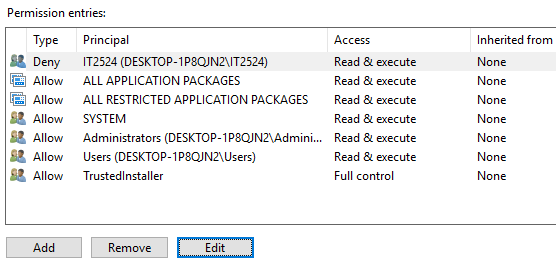 Permission entries:
Type Principal Access Inherited from
Deny IT2524 (DESKTOP-1P8QJN2\IT2524) Read & execute None
Allow ALL APPLICATION PACKAGES Read & execute None
Allow ALL RESTRICTED APPLICATION PACKAGES Read & execute None
Allow SYSTEM Read & execute None
Allow Administrators (DESKTOP-1P8QJN2\Admini... Read & execute None
Allow Users (DESKTOP-1P8QJN2\Users) Read & execute None
Allow TrustedInstaller Full control None
Add Remove Edit